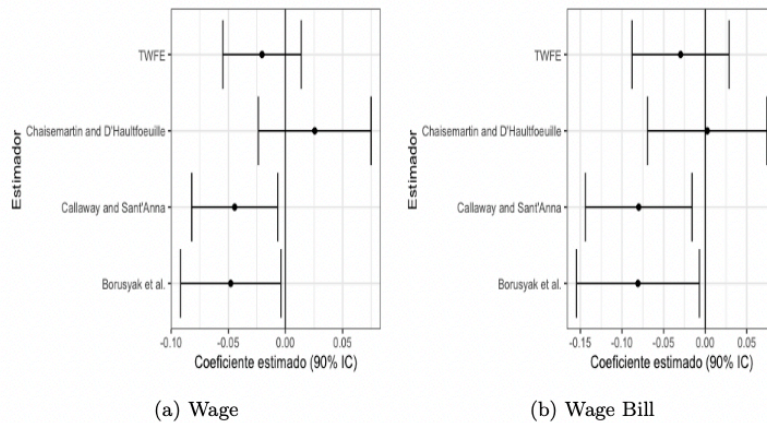 Estimador
TWFE
Chaisemartin and D'Haultfoeuille
Callaway and Sant'Anna
Borusyak et al.
-0.10 -0.05 0.00 0.05
Coeficiente estimado (90% IC)
(a) Wage
Estimador
TWFE
Chaisemartin and D'Haultfoeuille
Callaway and Sant'Anna
Borusyak et al.
-0.15 -0.10 -0.05 0.00 0.05
Coeficiente estimado (90% IC)
(b) Wage Bill